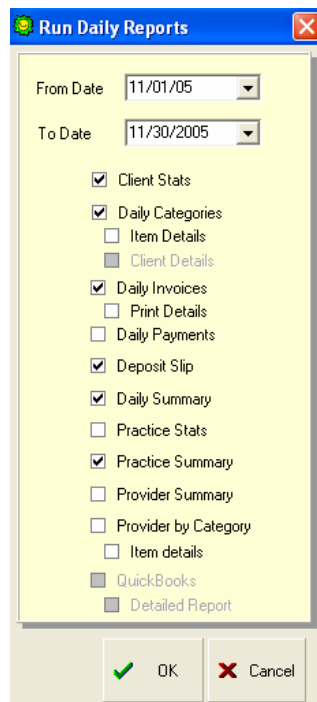 Run Daily Reports
From Date 11/01/05
To Date 11/30/2005
Client Stats
Daily Categories
Item Details
Client Details
Daily Invoices
Print Details
Daily Payments
Deposit Slip
Daily Summary
Practice Stats
Practice Summary
Provider Summary
Provider by Category
Item details
QuickBooks
Detailed Report
OK Cancel